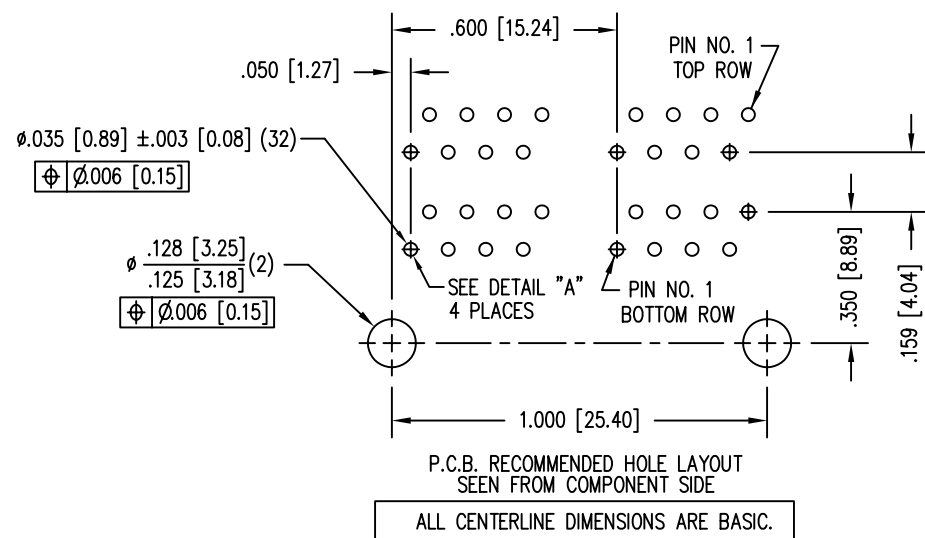 .600 [15.24]
PIN NO. 1
TOP ROW
.050 [1.27]
ø.035 [0.89] ±.003 [0.08] (32)
⌖ Ø.006 [0.15]
ø .128 [3.25]
.125 [3.18] (2)
⌖ Ø.006 [0.15]
SEE DETAIL "A"
4 PLACES
PIN NO. 1
BOTTOM ROW
.350 [8.89]
.159 [4.04]
1.000 [25.40]
P.C.B. RECOMMENDED HOLE LAYOUT
SEEN FROM COMPONENT SIDE
ALL CENTERLINE DIMENSIONS ARE BASIC.